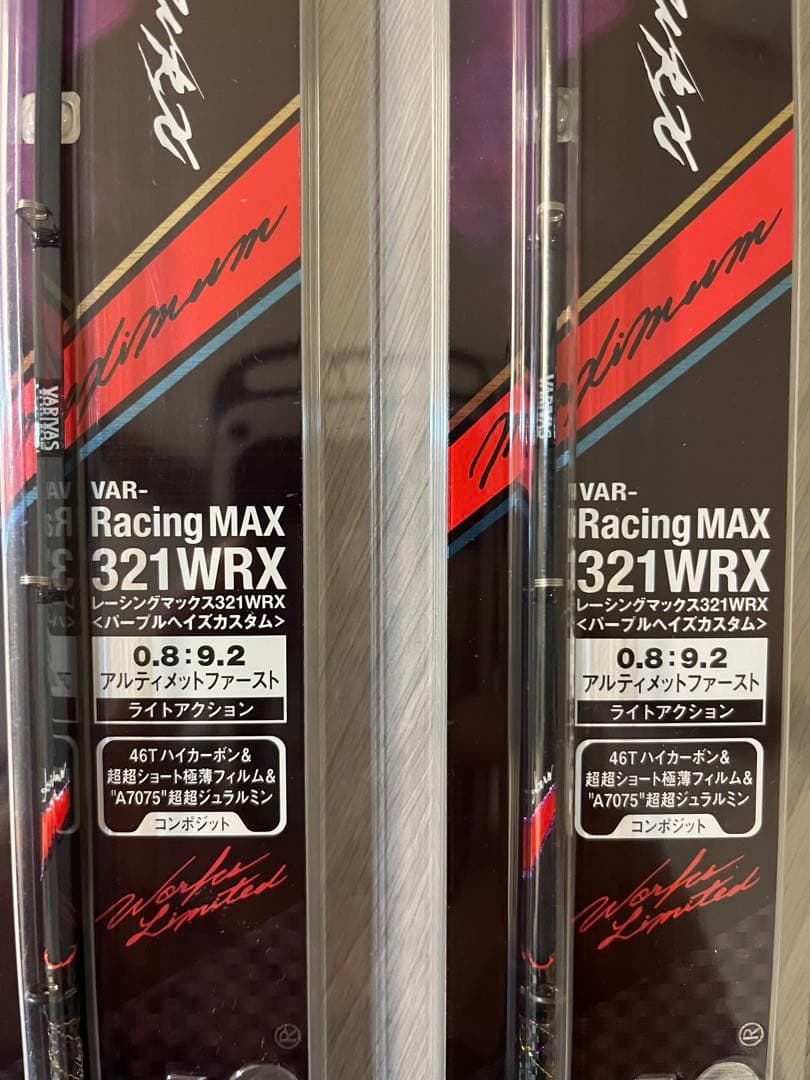 Maximum
VARIVAS
VAR-
Racing MAX
321WRX
レーシングマックス321WRX
<パープルヘイズカスタム>
0.8:9.2
アルティメットファースト
ライトアクション
46Tハイカーボン&
超超ショート極薄フィルム&
"A7075"超超ジュラルミン
コンポジット
Works
Limited
®
Maximum
VARIVAS
VAR-
Racing MAX
321WRX
レーシングマックス321WRX
<パープルヘイズカスタム>
0.8:9.2
アルティメットファースト
ライトアクション
46Tハイカーボン&
超超ショート極薄フィルム&
"A7075"超超ジュラルミン
コンポジット
Works
Limited
®